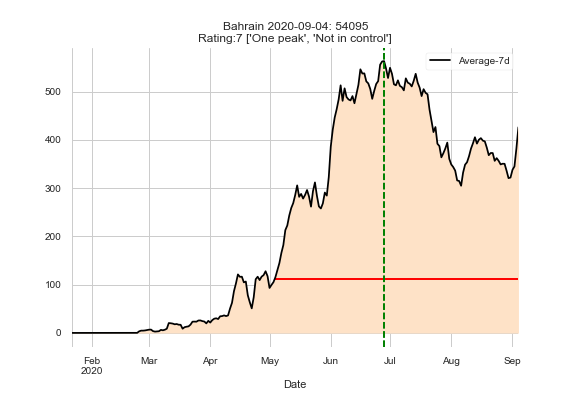 Bahrain 2020-09-04: 54095
Rating:7 ['One peak', 'Not in control']
Average-7d
500
400
300
200
100
0
Feb Mar Apr May Jun Jul Aug Sep
2020
Date